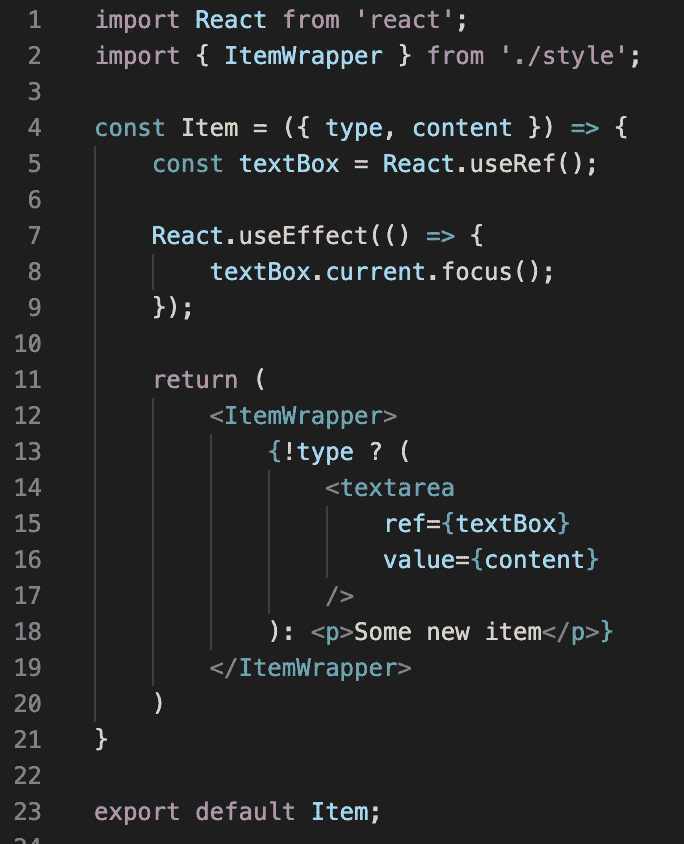 1 import React from 'react';
2 import { ItemWrapper } from './style';
3
4 const Item = ({ type, content }) => {
5     const textBox = React.useRef();
6
7     React.useEffect(() => {
8         textBox.current.focus();
9     });
10
11     return (
12         <ItemWrapper>
13             {!type ? (
14                 <textarea
15                     ref={textBox}
16                     value={content}
17                 />
18             ): <p>Some new item</p>}
19         </ItemWrapper>
20     )
21 }
22
23 export default Item;
24